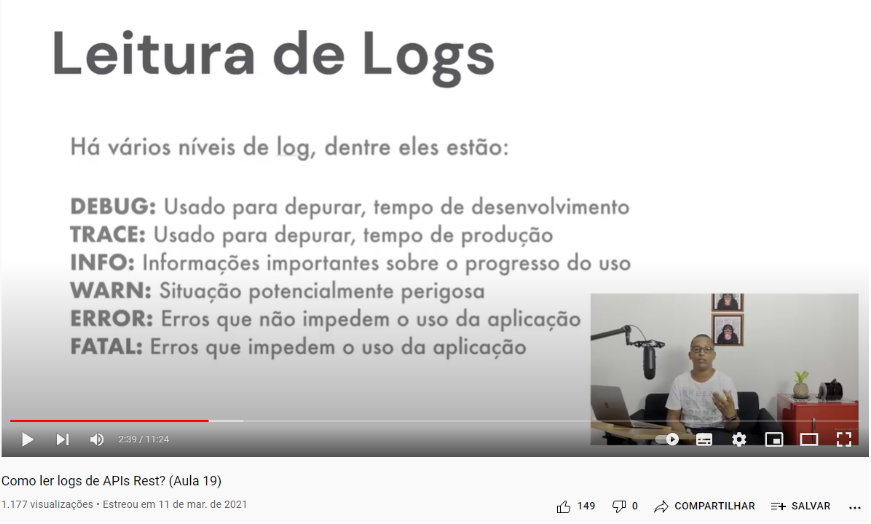 Leitura de Logs
Há vários níveis de log, dentre eles estão:
DEBUG: Usado para depurar, tempo de desenvolvimento
TRACE: Usado para depurar, tempo de produção
INFO: Informações importantes sobre o progresso do uso
WARN: Situação potencialmente perigosa
ERROR: Erros que não impedem o uso da aplicação
FATAL: Erros que impedem o uso da aplicação
2:39 / 11:24
Como ler logs de APIs Rest? (Aula 19)
1.177 visualizações • Estreou em 11 de mar. de 2021
149 0 COMPARTILHAR SALVAR